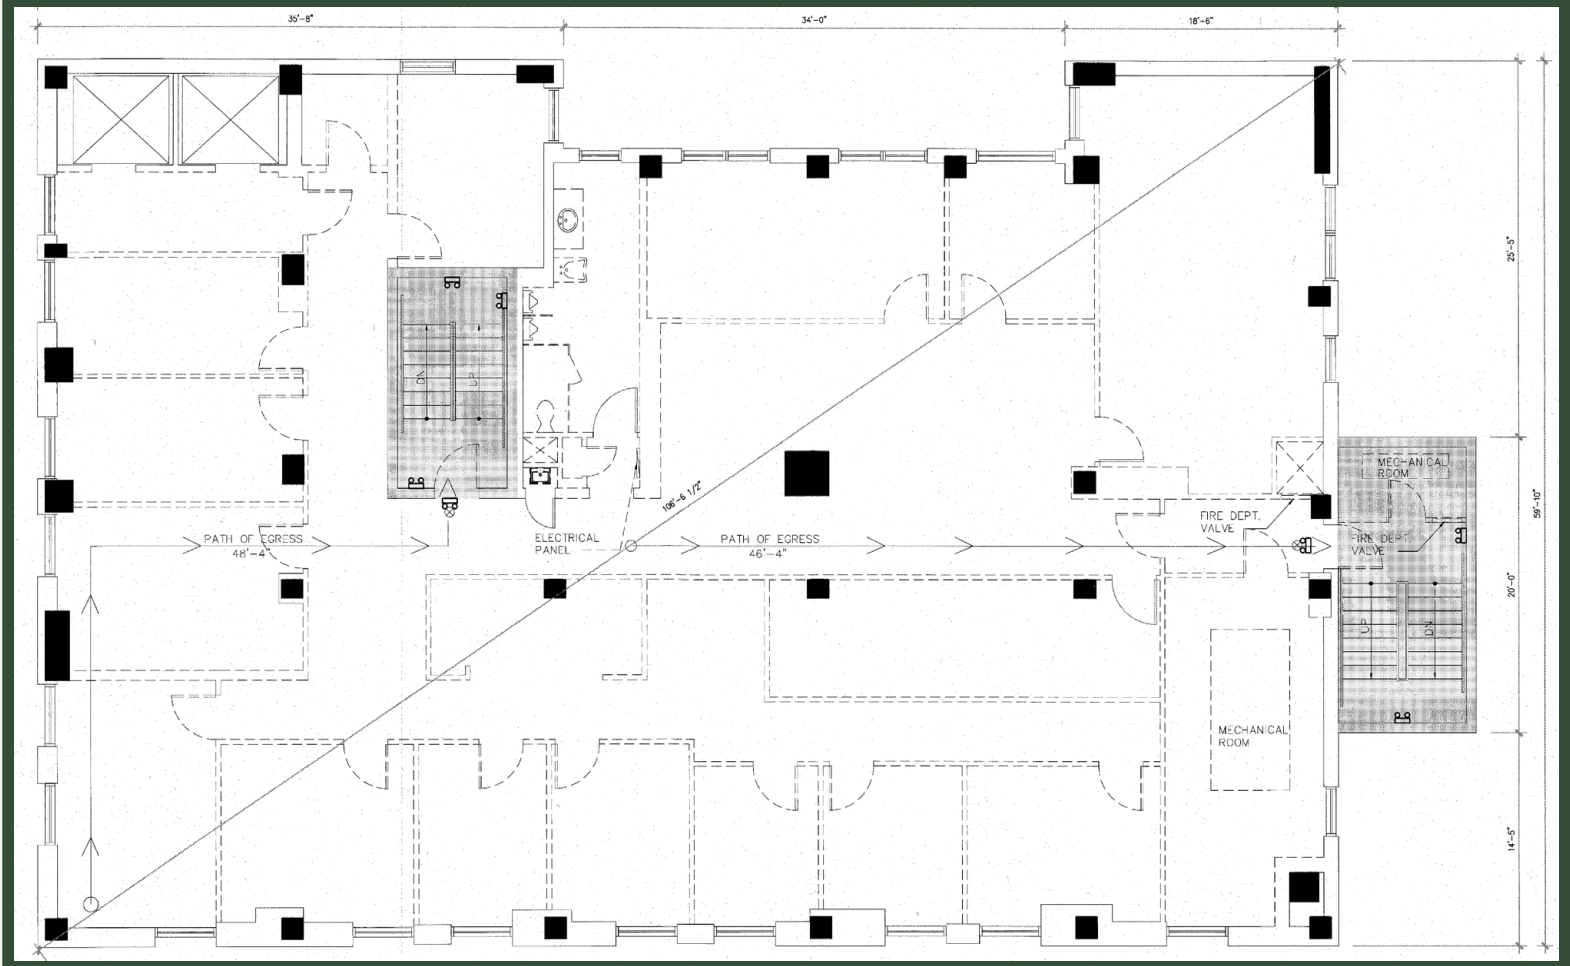 35'-8"
34'-0"
18'-6"
25'-5"
DN
UP
106'-6 1/2"
MECHANICAL
ROOM
59'-10"
FIRE DEPT.
VALVE
PATH OF EGRESS
48'-4"
ELECTRICAL
PANEL
PATH OF EGRESS
46'-4"
FIRE DEPT.
VALVE
20'-0"
UP
DN
MECHANICAL
ROOM
14'-5"